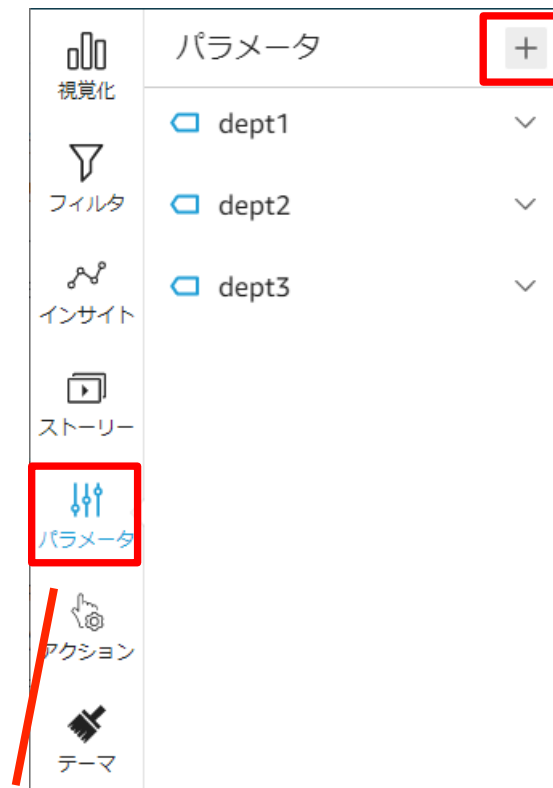 視覚化
フィルタ
インサイト
ストーリー
パラメータ
アクション
テーマ
パラメータ
dept1
dept2
dept3